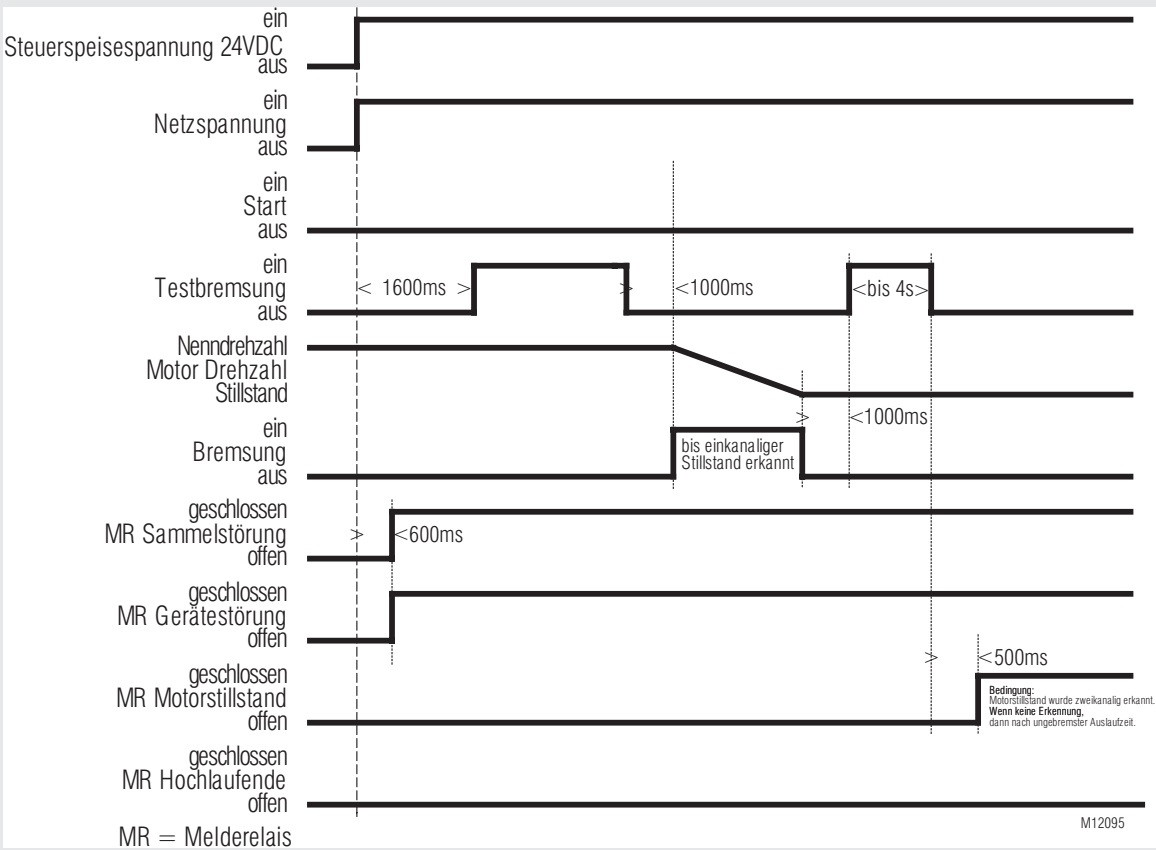 ein
Steuerspeisespannung 24VDC
aus
ein
Netzspannung
aus
ein
Start
aus
ein
Testbremsung
aus
< 1600ms >
> <1000ms
<bis 4s>
Nenndrehzahl
Motor Drehzahl
Stillstand
> <1000ms
ein
Bremsung
aus
bis einkanaliger
Stillstand erkannt
geschlossen
MR Sammelstörung
offen
> <600ms
geschlossen
MR Gerätestörung
offen
> <500ms
geschlossen
MR Motorstillstand
offen
Bedingung:
Motorstillstand wurde zweikanalig erkannt.
Wenn keine Erkennung,
dann nach ungebremster Auslaufzeit.
geschlossen
MR Hochlaufende
offen
M12095
MR = Melderelais